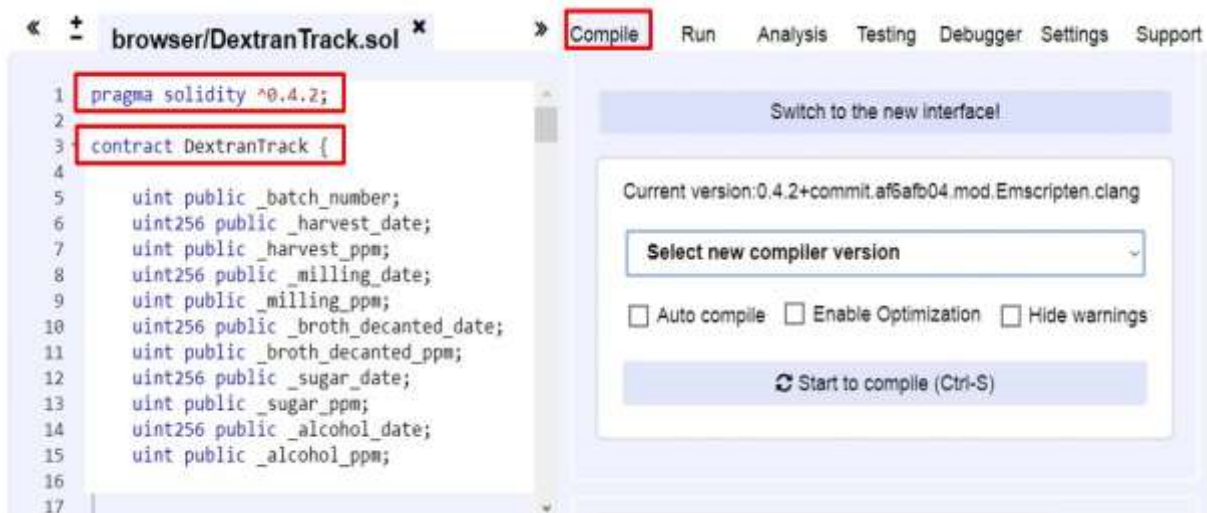 « ± browser/DextranTrack.sol ✖ » Compile Run Analysis Testing Debugger Settings Support
1 pragma solidity ^0.4.2;
2
3 contract DextranTrack {
4
5 uint public _batch_number;
6 uint256 public _harvest_date;
7 uint public _harvest_ppm;
8 uint256 public _milling_date;
9 uint public _milling_ppm;
10 uint256 public _broth_decanted_date;
11 uint public _broth_decanted_ppm;
12 uint256 public _sugar_date;
13 uint public _sugar_ppm;
14 uint256 public _alcohol_date;
15 uint public _alcohol_ppm;
16
17
Switch to the new interface!
Current version:0.4.2+commit.af6afb04.mod.Emscripten.clang
Select new compiler version
Auto compile Enable Optimization Hide warnings
Start to compile (Ctrl-S)